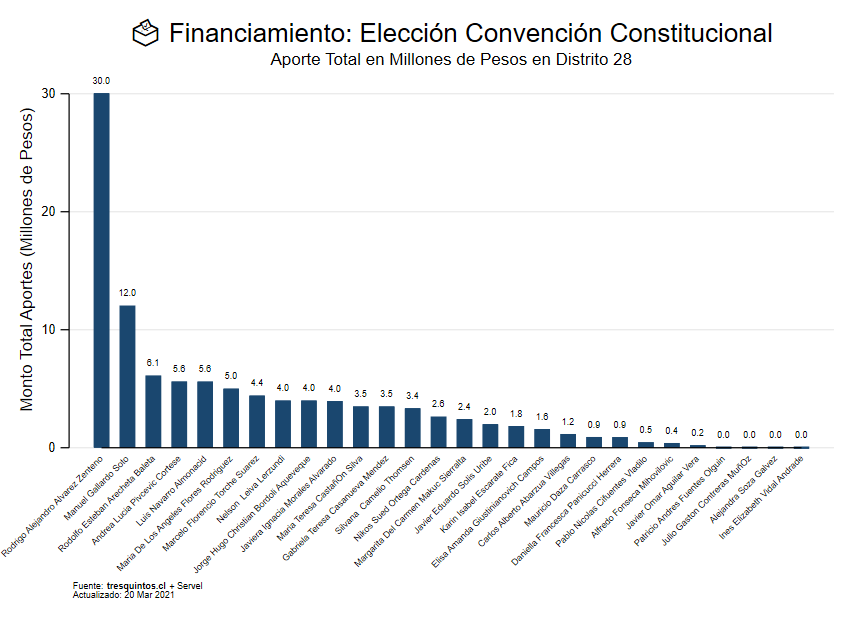 Financiamiento: Elección Convención Constitucional
Aporte Total en Millones de Pesos en Distrito 28
Monto Total Aportes (Millones de Pesos)
30
20
10
0
30.0
12.0
6.1
5.6
5.6
5.0
4.4
4.0
4.0
4.0
3.5
3.5
3.4
2.6
2.4
2.0
1.8
1.6
1.2
0.9
0.9
0.5
0.4
0.2
0.0
0.0
0.0
0.0
Rodrigo Alejandro Alvarez Zenteno
Manuel Gallardo Soto
Rodolfo Esteban Arecheta Baleta
Andrea Lucia Pivcevic Cortese
Luis Navarro Almonacid
Maria De Los Angeles Flores Rodriguez
Marcelo Florencio Torche Suarez
Nelson Leiva Lerzundi
Jorge Hugo Christian Bordoli Aqueveque
Javiera Ignacia Morales Alvarado
Maria Teresa CastañOn Silva
Gabriela Teresa Casanueva Mendez
Silvana Camelio Thomsen
Nikos Sued Ortega Cardenas
Margarita Del Carmen Makuc Sierralta
Javier Eduardo Solis Uribe
Karin Isabel Escarate Fica
Elisa Amanda Giustinianovich Campos
Carlos Alberto Abarzua Villegas
Mauricio Daza Carrasco
Daniella Francesca Panicucci Herrera
Pablo Nicolas Cifuentes Vladilo
Alfredo Fonseca Mihovilovic
Javier Omar Aguilar Vera
Patricio Andres Fuentes Olguin
Julio Gaston Contreras MuñOz
Alejandra Soza Galvez
Ines Elizabeth Vidal Andrade
Fuente: tresquintos.cl + Servel
Actualizado: 20 Mar 2021